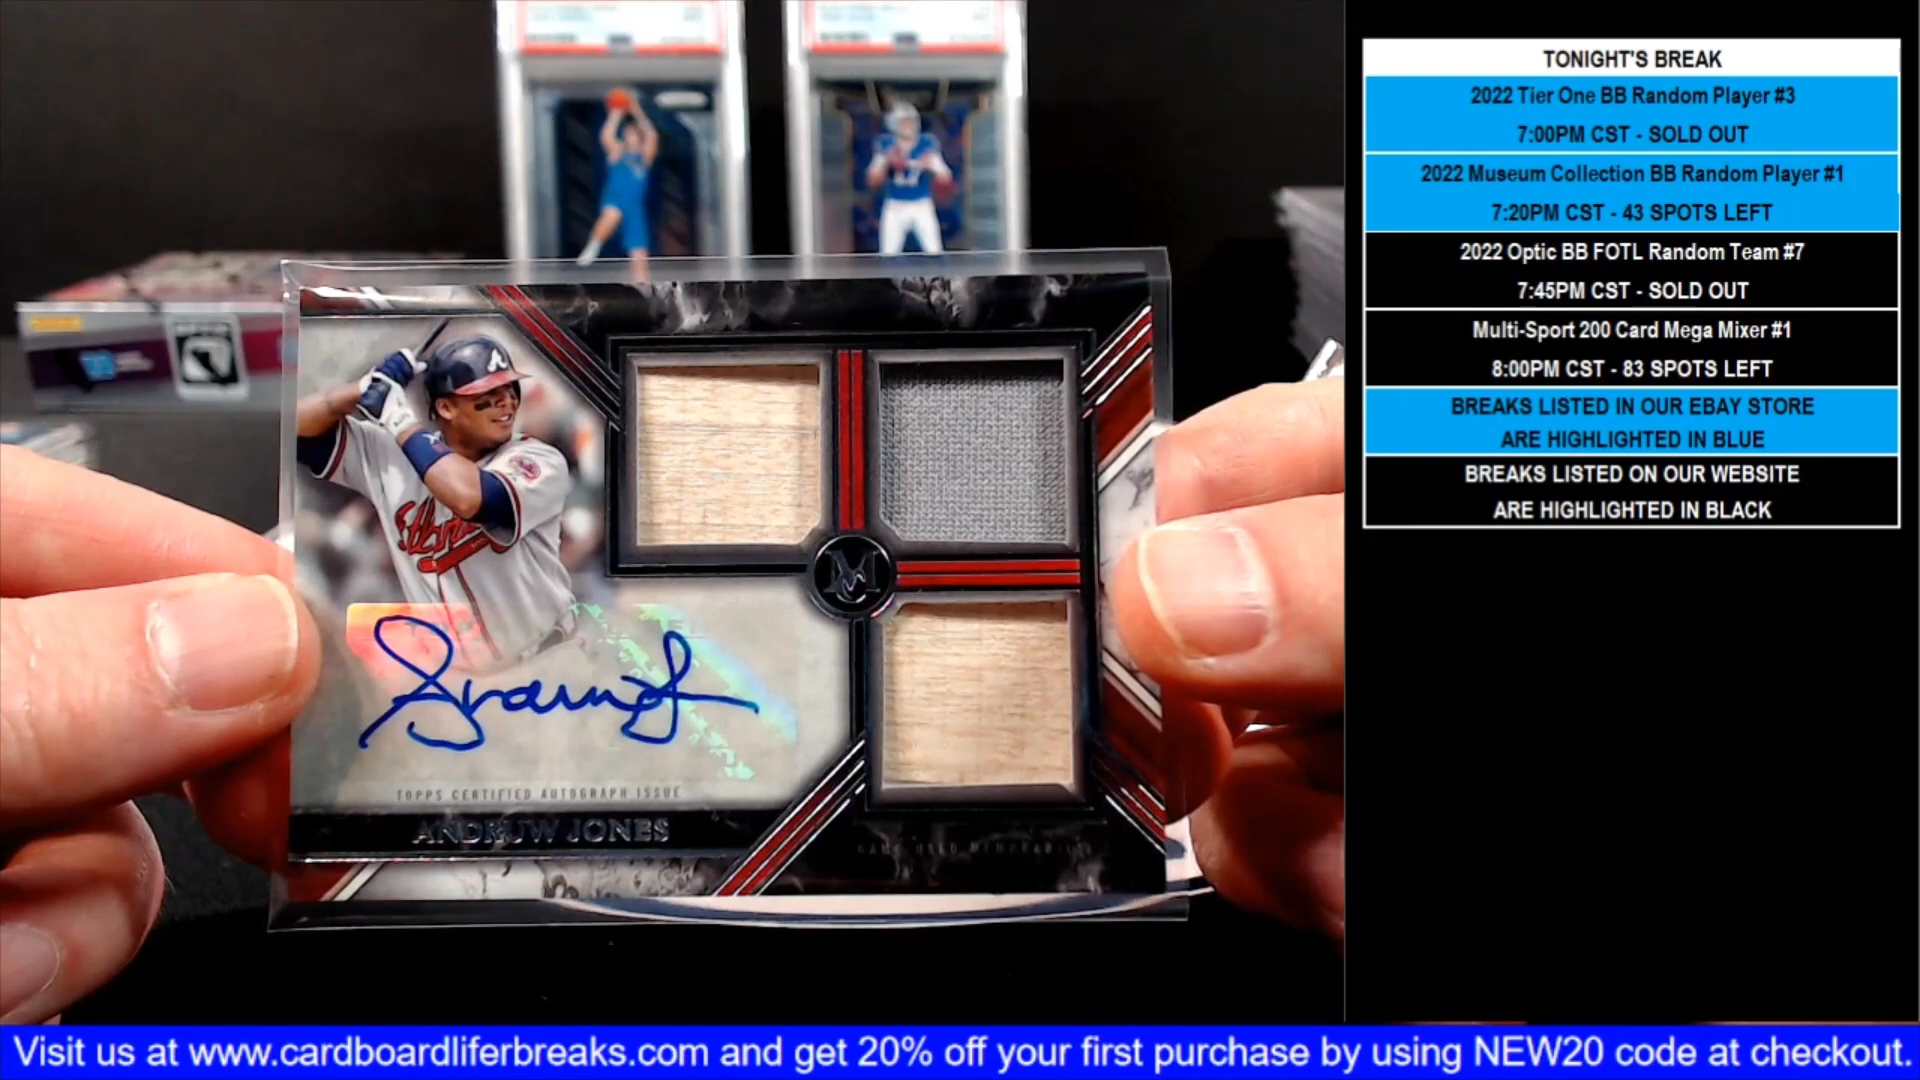 TONIGHT'S BREAK
2022 Tier One BB Random Player #3
7:00PM CST - SOLD OUT
2022 Museum Collection BB Random Player #1
7:20PM CST - 43 SPOTS LEFT
2022 Optic BB FOTL Random Team #7
7:45PM CST - SOLD OUT
Multi-Sport 200 Card Mega Mixer #1
8:00PM CST - 83 SPOTS LEFT
BREAKS LISTED IN OUR EBAY STORE
ARE HIGHLIGHTED IN BLUE
BREAKS LISTED ON OUR WEBSITE
ARE HIGHLIGHTED IN BLACK
A
Atlanta
M
TOPPS CERTIFIED AUTOGRAPH ISSUE
ANDRUW JONES
GAME-USED MEMORABILIA
Visit us at www.cardboardliferbreaks.com and get 20% off your first purchase by using NEW20 code at checkout.